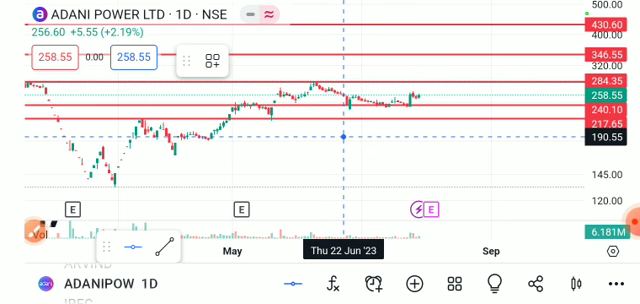 ADANI POWER LTD · 1D · NSE
256.60 +5.55 (+2.19%)
258.55 0.00 258.55
500.00
430.60
400.00
346.55
320.00
284.35
258.55
240.10
217.65
190.55
145.00
120.00
E E E
6.181M
Vol
May Thu 22 Jun '23 Sep
ARVIND
ADANIPOW 1D